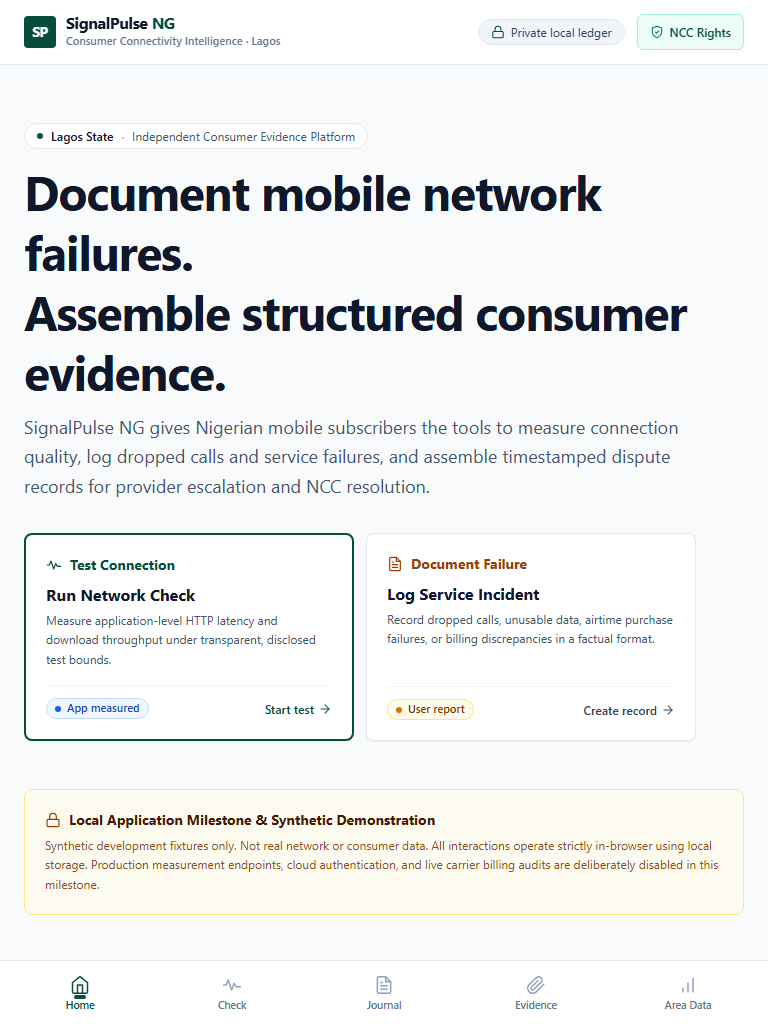 SP
SignalPulse NG
Consumer Connectivity Intelligence · Lagos
Private local ledger
NCC Rights
Lagos State · Independent Consumer Evidence Platform
Document mobile network
failures.
Assemble structured consumer
evidence.
SignalPulse NG gives Nigerian mobile subscribers the tools to measure connection
quality, log dropped calls and service failures, and assemble timestamped dispute
records for provider escalation and NCC resolution.
Test Connection
Run Network Check
Measure application-level HTTP latency and
download throughput under transparent, disclosed
test bounds.
App measured
Start test →
Document Failure
Log Service Incident
Record dropped calls, unusable data, airtime purchase
failures, or billing discrepancies in a factual format.
User report
Create record →
Local Application Milestone & Synthetic Demonstration
Synthetic development fixtures only. Not real network or consumer data. All interactions operate strictly in-browser using local
storage. Production measurement endpoints, cloud authentication, and live carrier billing audits are deliberately disabled in this
milestone.
Home
Check
Journal
Evidence
Area Data